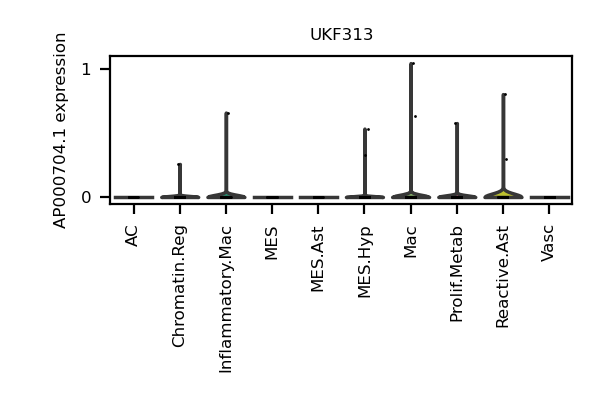 UKF313
AP000704.1 expression
1
0
AC
Chromatin.Reg
Inflammatory.Mac
MES
MES.Ast
MES.Hyp
Mac
Prolif.Metab
Reactive.Ast
Vasc